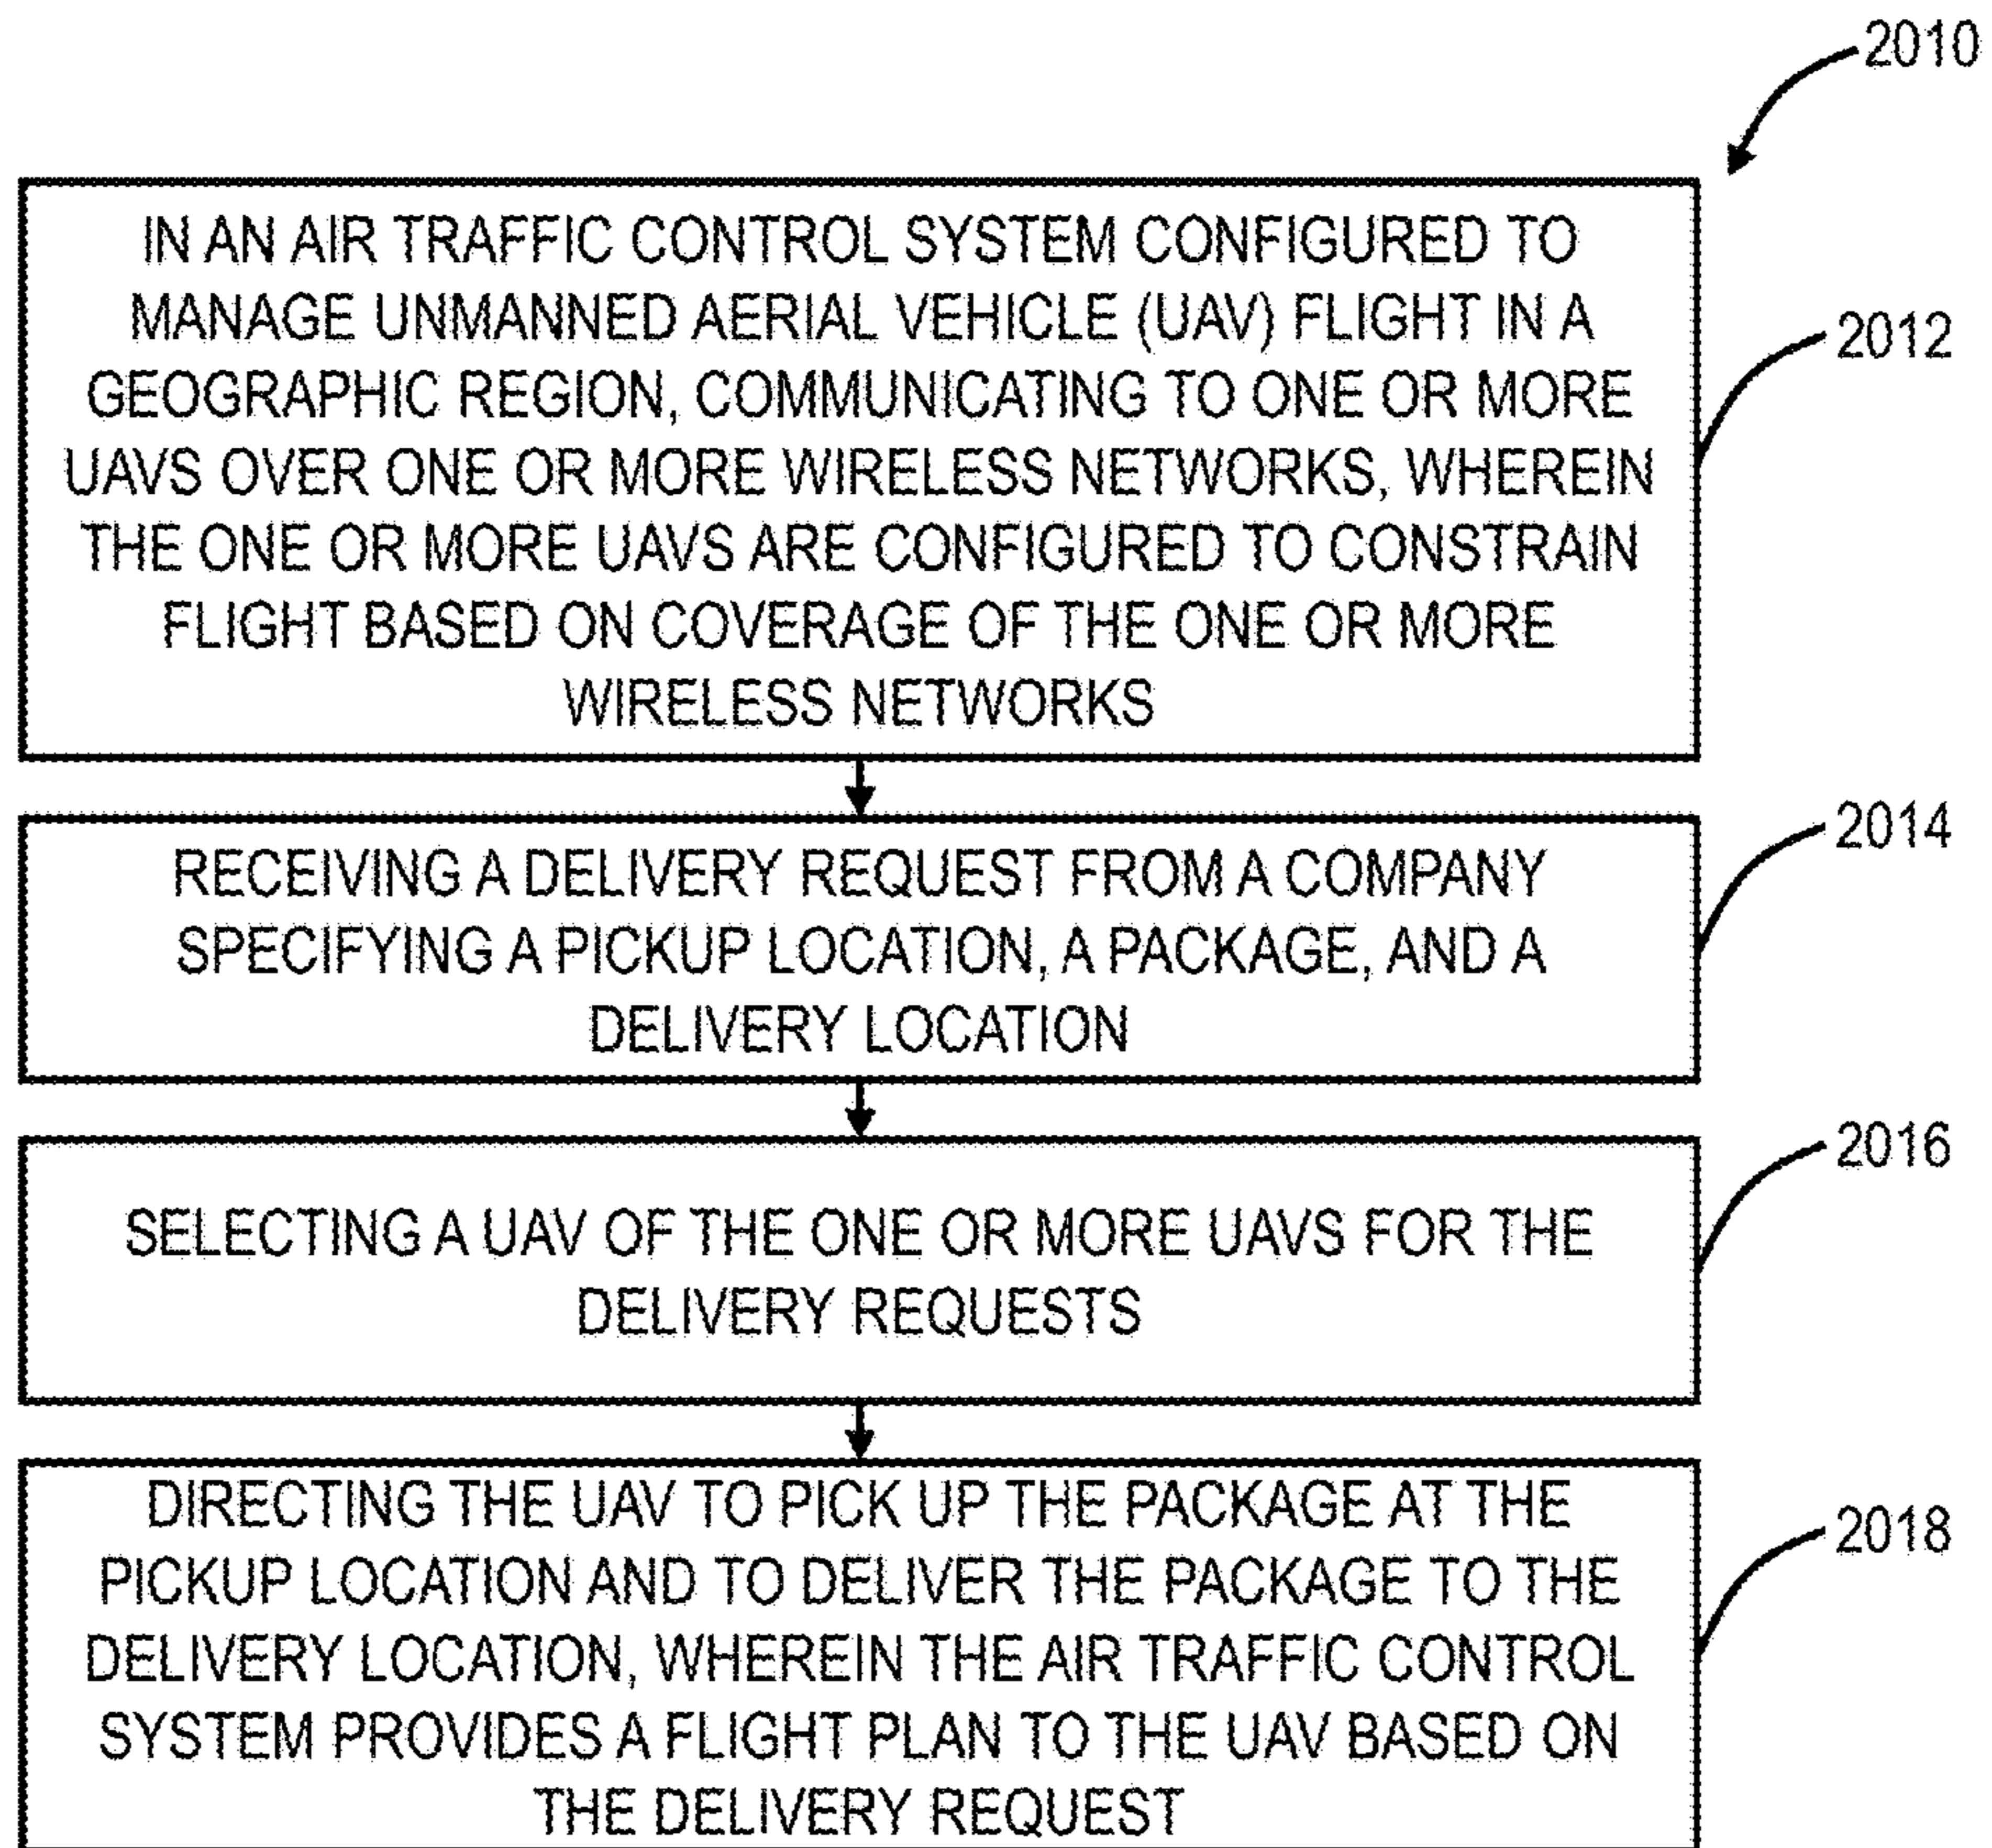 2010
IN AN AIR TRAFFIC CONTROL SYSTEM CONFIGURED TO
MANAGE UNMANNED AERIAL VEHICLE (UAV) FLIGHT IN A
GEOGRAPHIC REGION, COMMUNICATING TO ONE OR MORE
UAVS OVER ONE OR MORE WIRELESS NETWORKS, WHEREIN
THE ONE OR MORE UAVS ARE CONFIGURED TO CONSTRAIN
FLIGHT BASED ON COVERAGE OF THE ONE OR MORE
WIRELESS NETWORKS
2012
RECEIVING A DELIVERY REQUEST FROM A COMPANY
SPECIFYING A PICKUP LOCATION, A PACKAGE, AND A
DELIVERY LOCATION
2014
SELECTING A UAV OF THE ONE OR MORE UAVS FOR THE
DELIVERY REQUESTS
2016
DIRECTING THE UAV TO PICK UP THE PACKAGE AT THE
PICKUP LOCATION AND TO DELIVER THE PACKAGE TO THE
DELIVERY LOCATION, WHEREIN THE AIR TRAFFIC CONTROL
SYSTEM PROVIDES A FLIGHT PLAN TO THE UAV BASED ON
THE DELIVERY REQUEST
2018